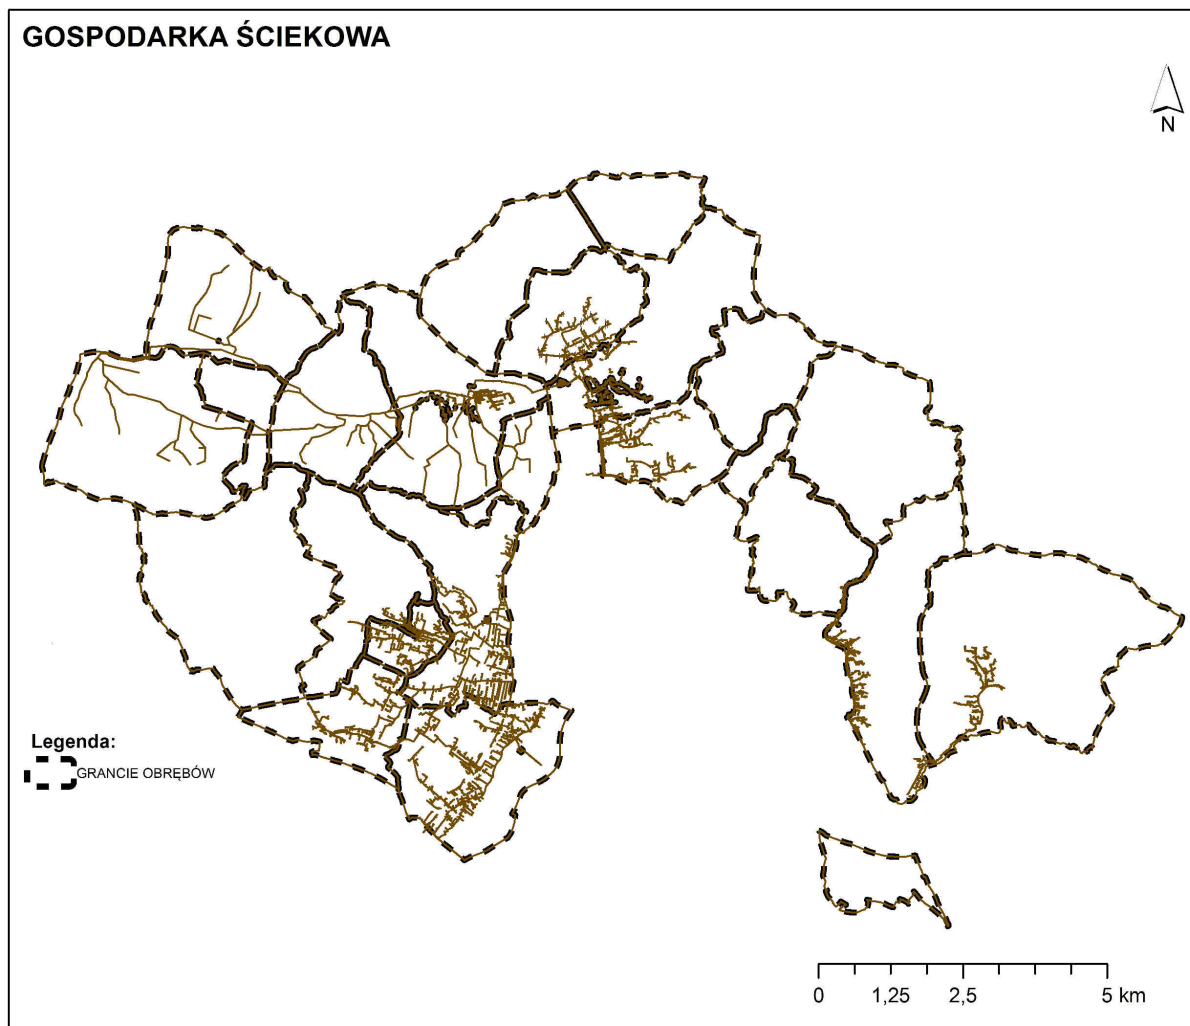 GOSPODARKA ŚCIEKOWA
N
Legenda:
GRANCIE OBRĘBÓW
0 1,25 2,5 5 km